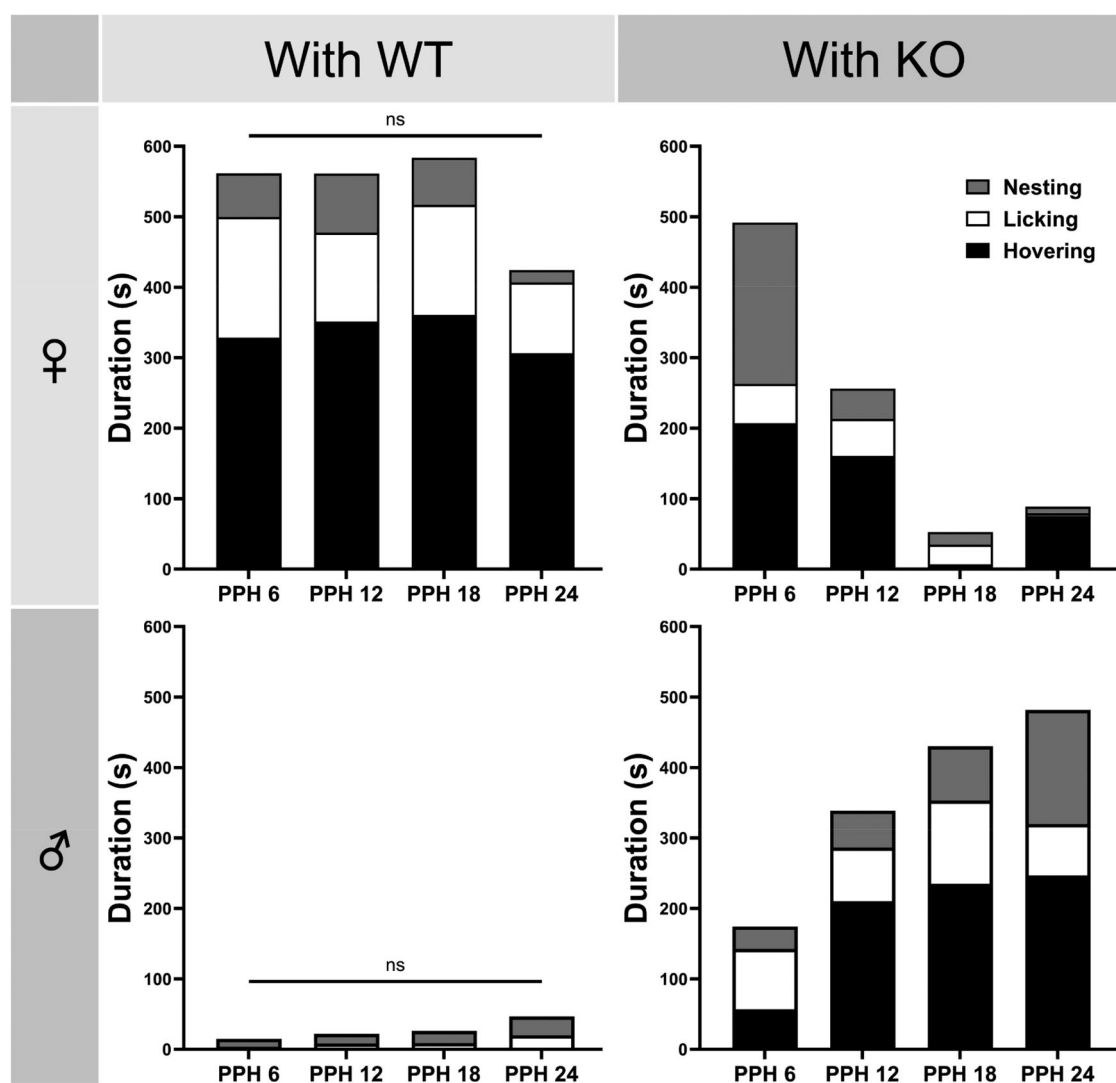 With WT
With KO
♀
ns
Duration (s)
600
500
400
300
200
100
0
PPH 6 PPH 12 PPH 18 PPH 24
Duration (s)
600
500
400
300
200
100
0
PPH 6 PPH 12 PPH 18 PPH 24
Nesting
Licking
Hovering
♂
ns
Duration (s)
600
500
400
300
200
100
0
PPH 6 PPH 12 PPH 18 PPH 24
Duration (s)
600
500
400
300
200
100
0
PPH 6 PPH 12 PPH 18 PPH 24